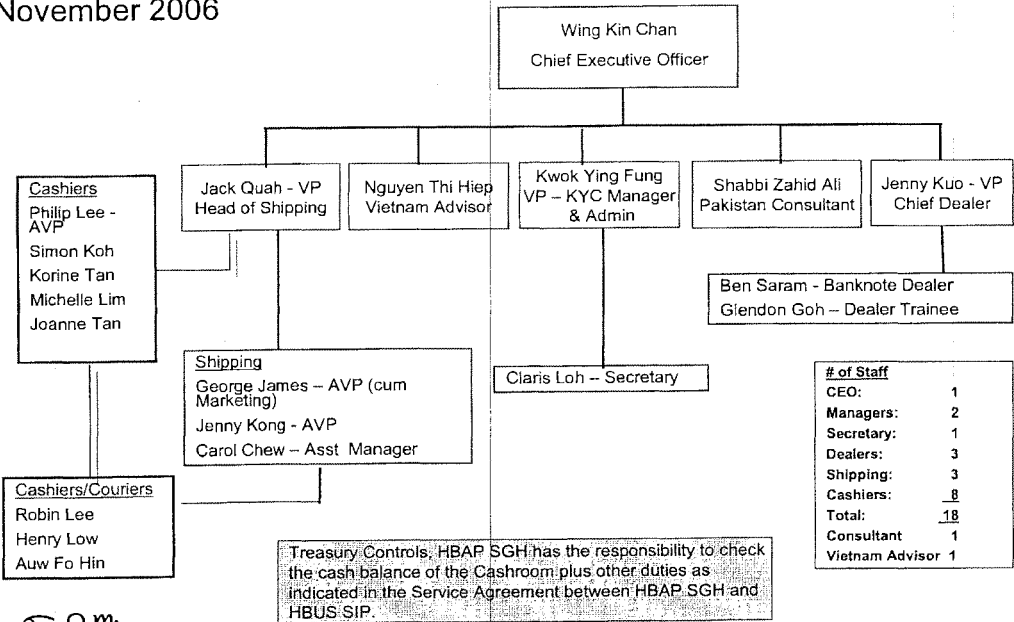 November 2006
Wing Kin Chan
Chief Executive Officer
Jack Quah - VP
Head of Shipping
Nguyen Thi Hiep
Vietnam Advisor
Kwok Ying Fung
VP – KYC Manager
& Admin
Shabbi Zahid Ali
Pakistan Consultant
Jenny Kuo - VP
Chief Dealer
Cashiers
Philip Lee -
AVP
Simon Koh
Korine Tan
Michelle Lim
Joanne Tan
Ben Saram - Banknote Dealer
Glendon Goh – Dealer Trainee
Shipping
George James – AVP (cum
Marketing)
Jenny Kong - AVP
Carol Chew – Asst Manager
Claris Loh -- Secretary
# of Staff
CEO: 1
Managers: 2
Secretary: 1
Dealers: 3
Shipping: 3
Cashiers: 8
Total: 18
Consultant 1
Vietnam Advisor 1
Cashiers/Couriers
Robin Lee
Henry Low
Auw Fo Hin
Treasury Controls, HBAP SGH has the responsibility to check
the cash balance of the Cashroom plus other duties as
indicated in the Service Agreement between HBAP SGH and
HBUS SIP.